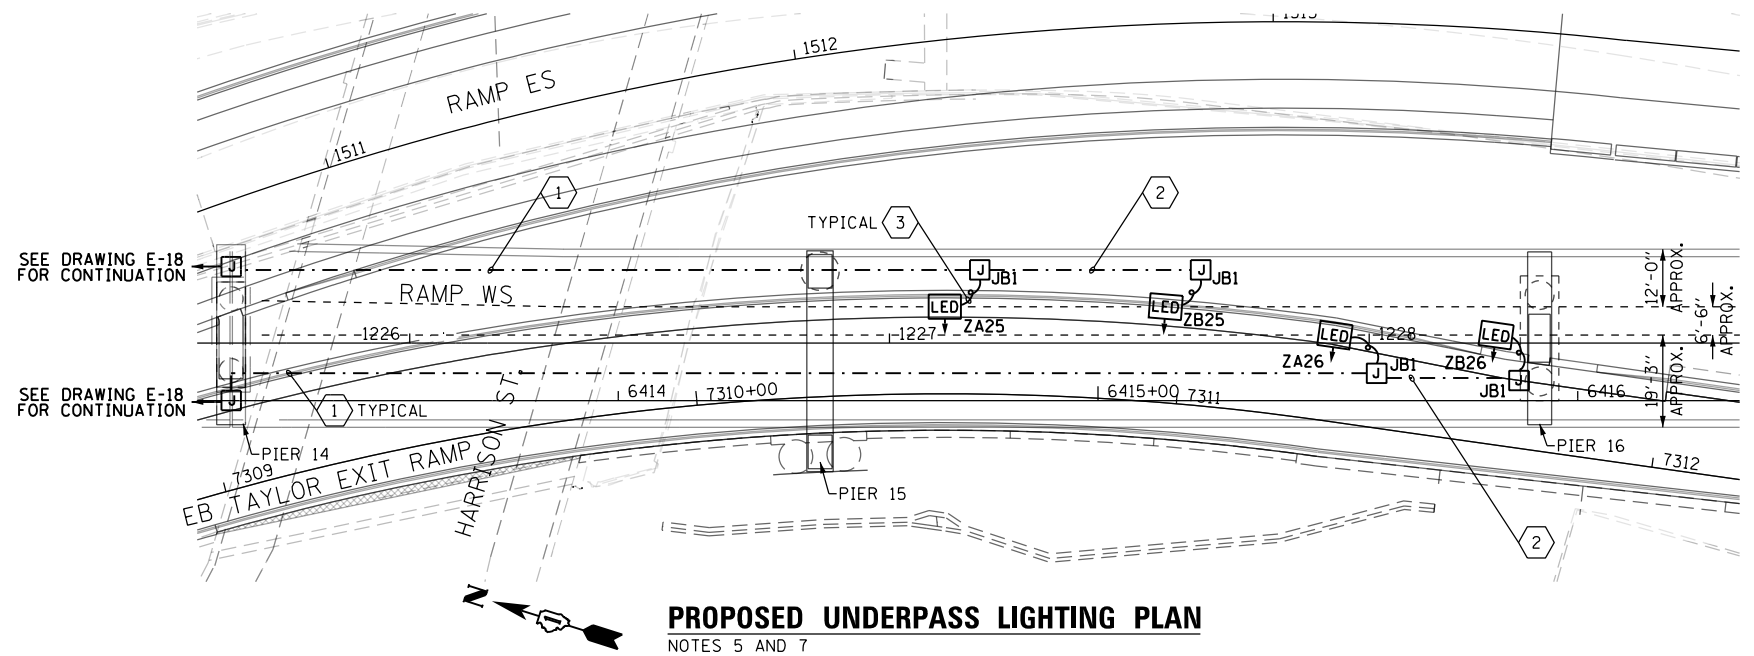 1513
1512
RAMP ES
1511
1
2
TYPICAL 3
SEE DRAWING E-18
FOR CONTINUATION
J
J
JB1
J
JB1
12'-0"
APPROX.
RAMP WS
LED
ZA25
LED
ZB25
6'-6"
APPROX.
1226
1227
LED
1228
LED
ZA26
JB1
ZB26
J
JB1
J
19'-3"
APPROX.
SEE DRAWING E-18
FOR CONTINUATION
J
1 TYPICAL
6414
7310+00
6415+00
7311
6416
PIER 14
PIER 16
7309
7312
EB TAYLOR EXIT RAMP
HARRISON ST.
PIER 15
2
N
PROPOSED UNDERPASS LIGHTING PLAN
NOTES 5 AND 7